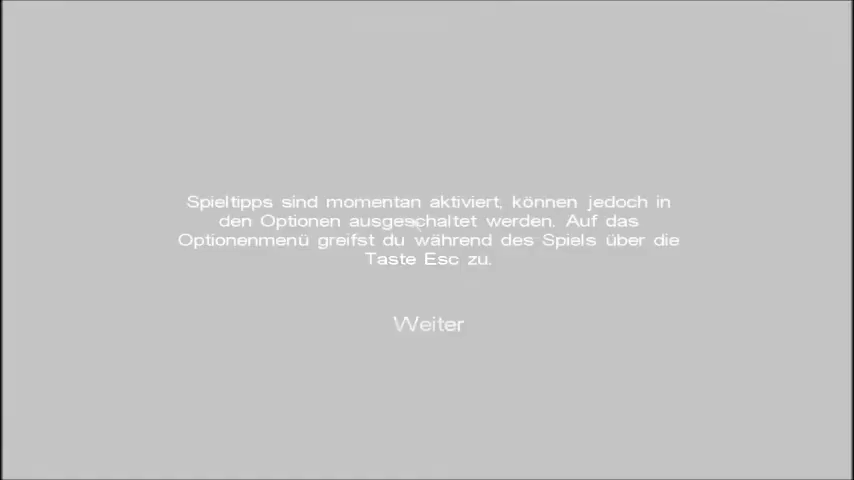 Spieltipps sind momentan aktiviert, können jedoch in
den Optionen ausgeschaltet werden. Auf das
Optionenmenü greifst du während des Spiels über die
Taste Esc zu.
Weiter